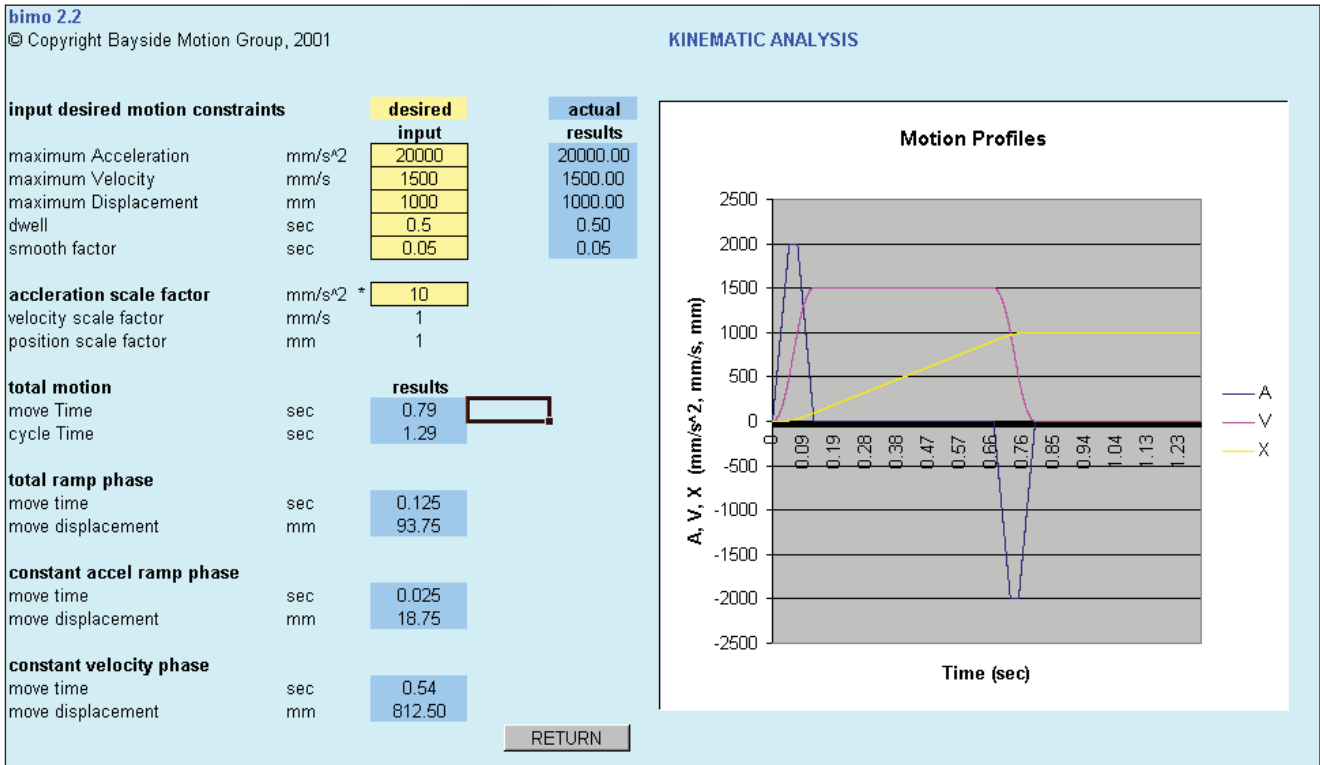 bimo 2.2
© Copyright Bayside Motion Group, 2001
KINEMATIC ANALYSIS
input desired motion constraints desired actual
input results
maximum Acceleration mm/s^2 20000 20000.00
maximum Velocity mm/s 1500 1500.00
maximum Displacement mm 1000 1000.00
dwell sec 0.5 0.50
smooth factor sec 0.05 0.05
accleration scale factor mm/s^2 * 10
velocity scale factor mm/s 1
position scale factor mm 1
total motion results
move Time sec 0.79
cycle Time sec 1.29
total ramp phase
move time sec 0.125
move displacement mm 93.75
constant accel ramp phase
move time sec 0.025
move displacement mm 18.75
constant velocity phase
move time sec 0.54
move displacement mm 812.50
RETURN
Motion Profiles
A, V, X (mm/s^2, mm/s, mm)
2500
2000
1500
1000
500
0
-500
-1000
-1500
-2000
-2500
0 0.09 0.19 0.28 0.38 0.47 0.57 0.66 0.76 0.85 0.94 1.04 1.13 1.23
Time (sec)
A
V
X